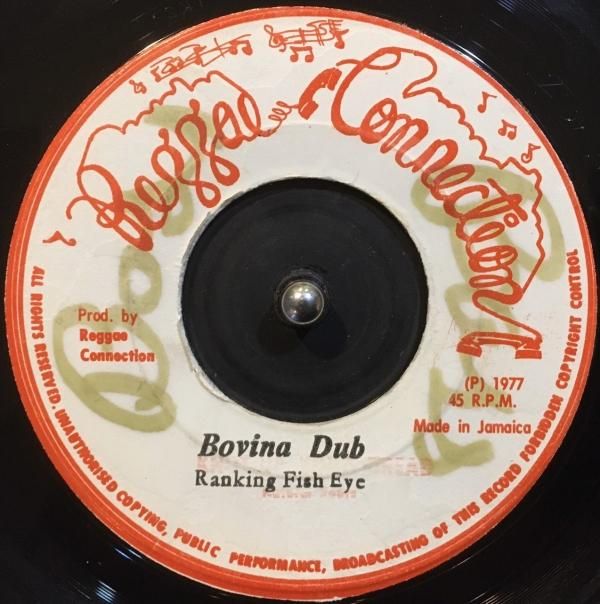 Reggae Connection
Prod. by
Reggae
Connection
(P) 1977
45 R.P.M.
Made in Jamaica
Bovina Dub
Ranking Fish Eye
ALL RIGHTS RESERVED. UNAUTHORISED COPYING, PUBLIC PERFORMANCE, BROADCASTING OF THIS RECORD FORBIDDEN COPYRIGHT CONTROL